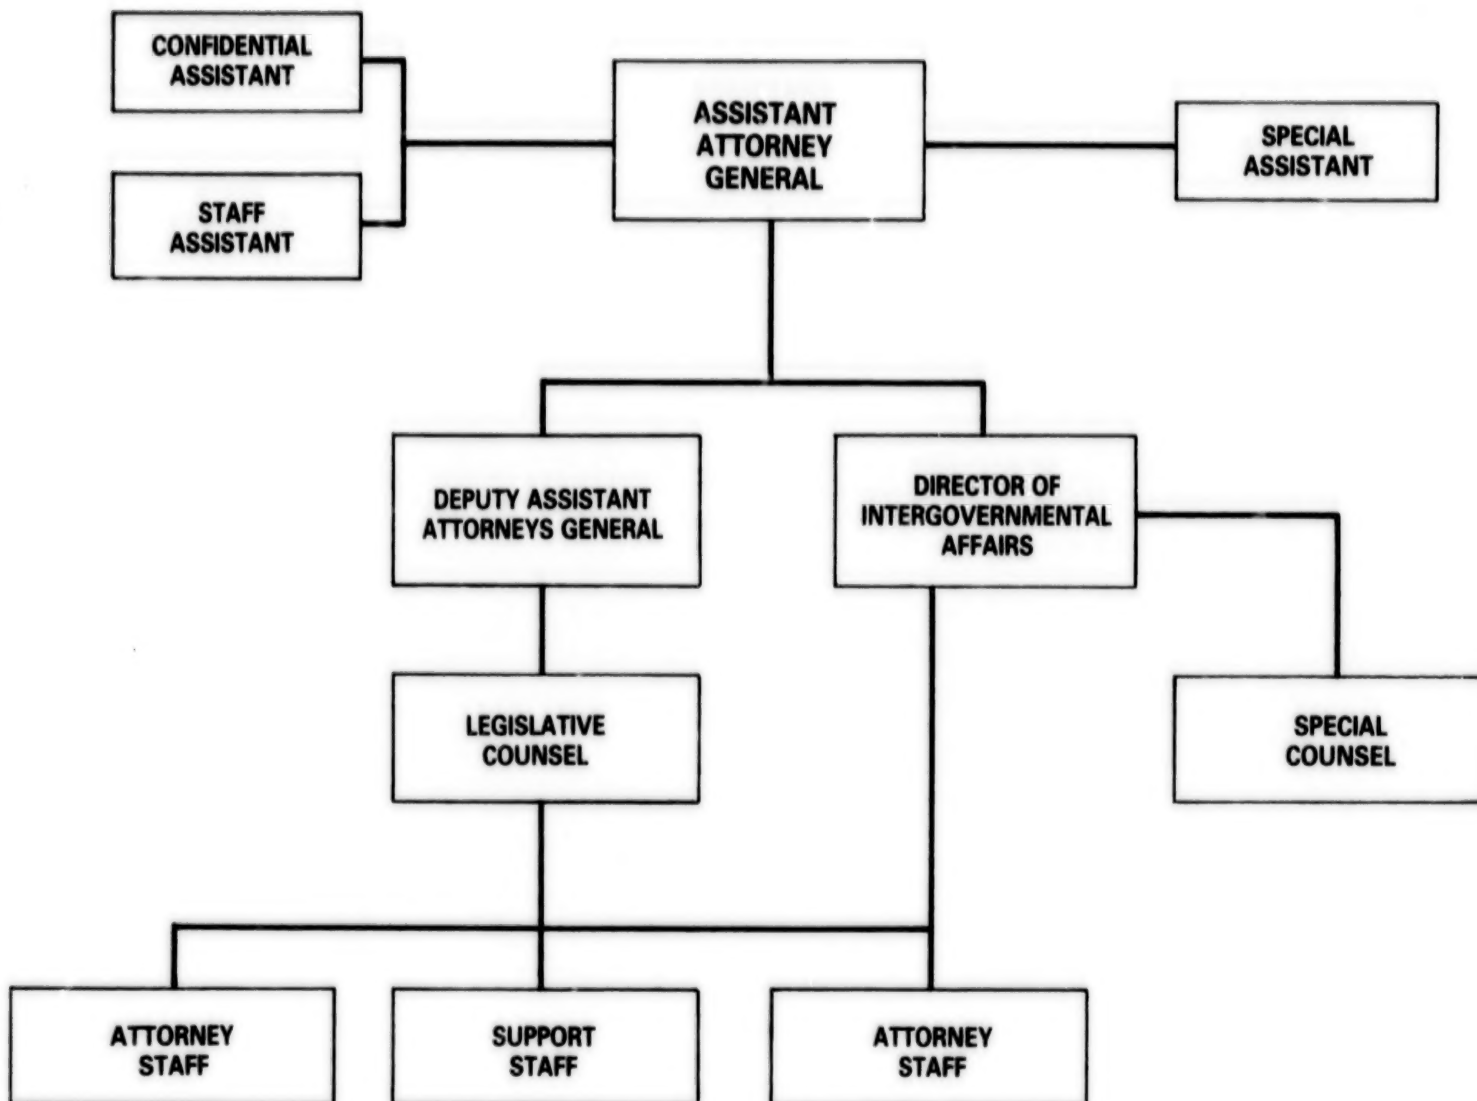 CONFIDENTIAL
ASSISTANT
ASSISTANT
ATTORNEY
GENERAL
SPECIAL
ASSISTANT
STAFF
ASSISTANT
DEPUTY ASSISTANT
ATTORNEYS GENERAL
DIRECTOR OF
INTERGOVERNMENTAL
AFFAIRS
LEGISLATIVE
COUNSEL
SPECIAL
COUNSEL
ATTORNEY
STAFF
SUPPORT
STAFF
ATTORNEY
STAFF